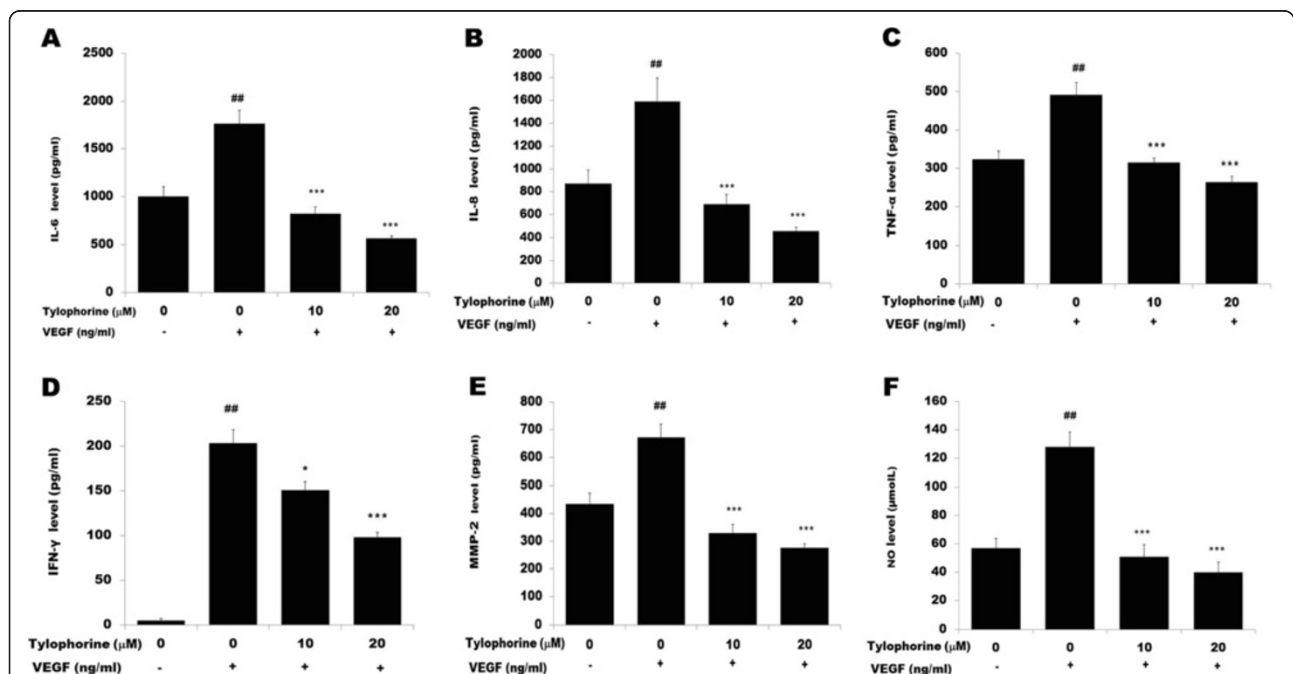 A
IL-6 level (pg/ml)
2500
2000
1500
1000
500
0
##
***
***
Tylophorine (μM) 0 0 10 20
VEGF (ng/ml) - + + +
B
IL-8 level (pg/ml)
2000
1800
1600
1400
1200
1000
800
600
400
200
0
##
***
***
Tylophorine (μM) 0 0 10 20
VEGF (ng/ml) - + + +
C
TNF-α level (pg/ml)
600
500
400
300
200
100
0
##
***
***
Tylophorine (μM) 0 0 10 20
VEGF (ng/ml) - + + +
D
IFN-γ level (pg/ml)
250
200
150
100
50
0
##
*
***
Tylophorine (μM) 0 0 10 20
VEGF (ng/ml) - + + +
E
MMP-2 level (pg/ml)
800
700
600
500
400
300
200
100
0
##
***
***
Tylophorine (μM) 0 0 10 20
VEGF (ng/ml) - + + +
F
NO level (μmolL)
160
140
120
100
80
60
40
20
0
##
***
***
Tylophorine (μM) 0 0 10 20
VEGF (ng/ml) - + + +